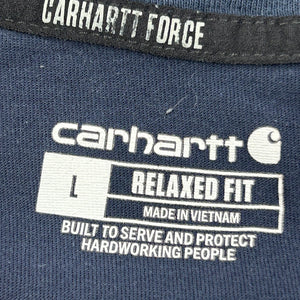 CARHARTT FORCE
carhartt
L
RELAXED FIT
MADE IN VIETNAM
BUILT TO SERVE AND PROTECT
HARDWORKING PEOPLE